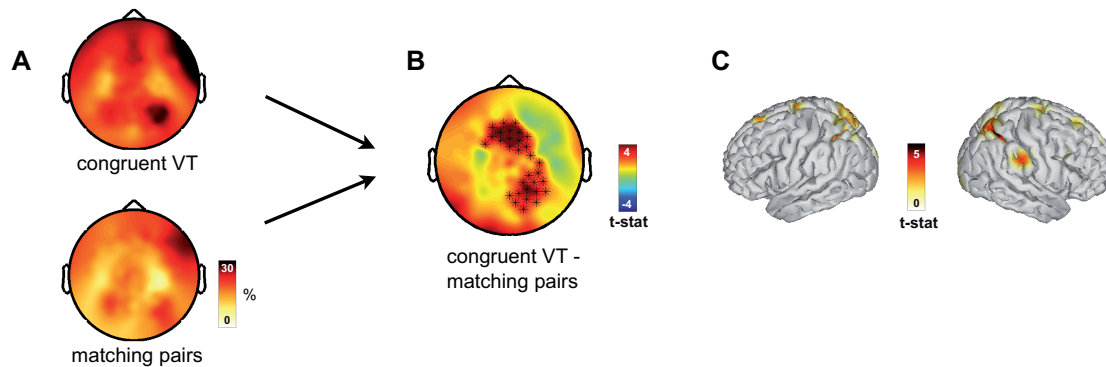 A
congruent VT
matching pairs
30
0
%
B
congruent VT -
matching pairs
4
-4
t-stat
C
5
0
t-stat